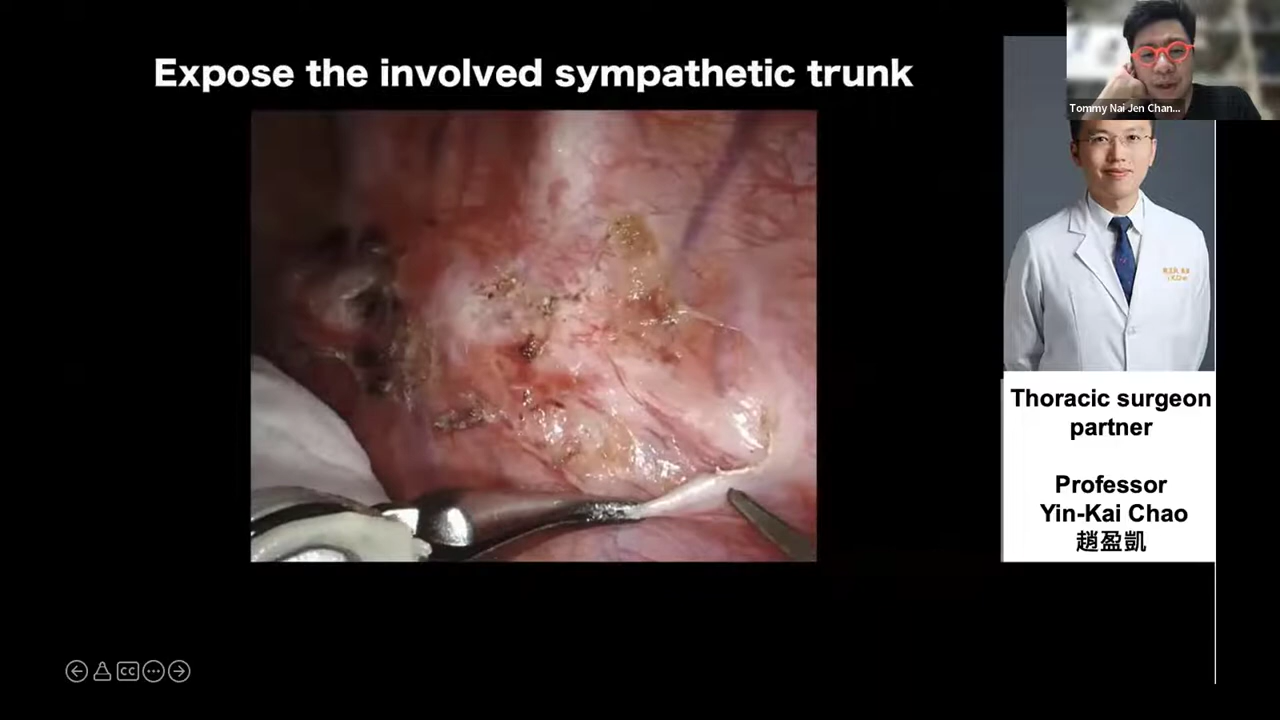 Expose the involved sympathetic trunk
Tommy Nai Jen Chan...
Thoracic surgeon
partner
Professor
Yin-Kai Chao
趙盈凱
CC